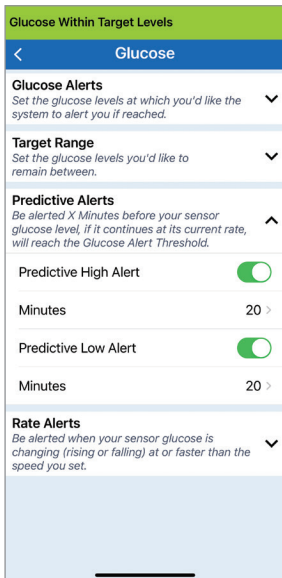 Glucose Within Target Levels
Glucose
Glucose Alerts
Set the glucose levels at which you'd like the
system to alert you if reached.
Target Range
Set the glucose levels you'd like to
remain between.
Predictive Alerts
Be alerted X Minutes before your sensor
glucose level, if it continues at its current rate,
will reach the Glucose Alert Threshold.
Predictive High Alert
Minutes 20
Predictive Low Alert
Minutes 20
Rate Alerts
Be alerted when your sensor glucose is
changing (rising or falling) at or faster than the
speed you set.